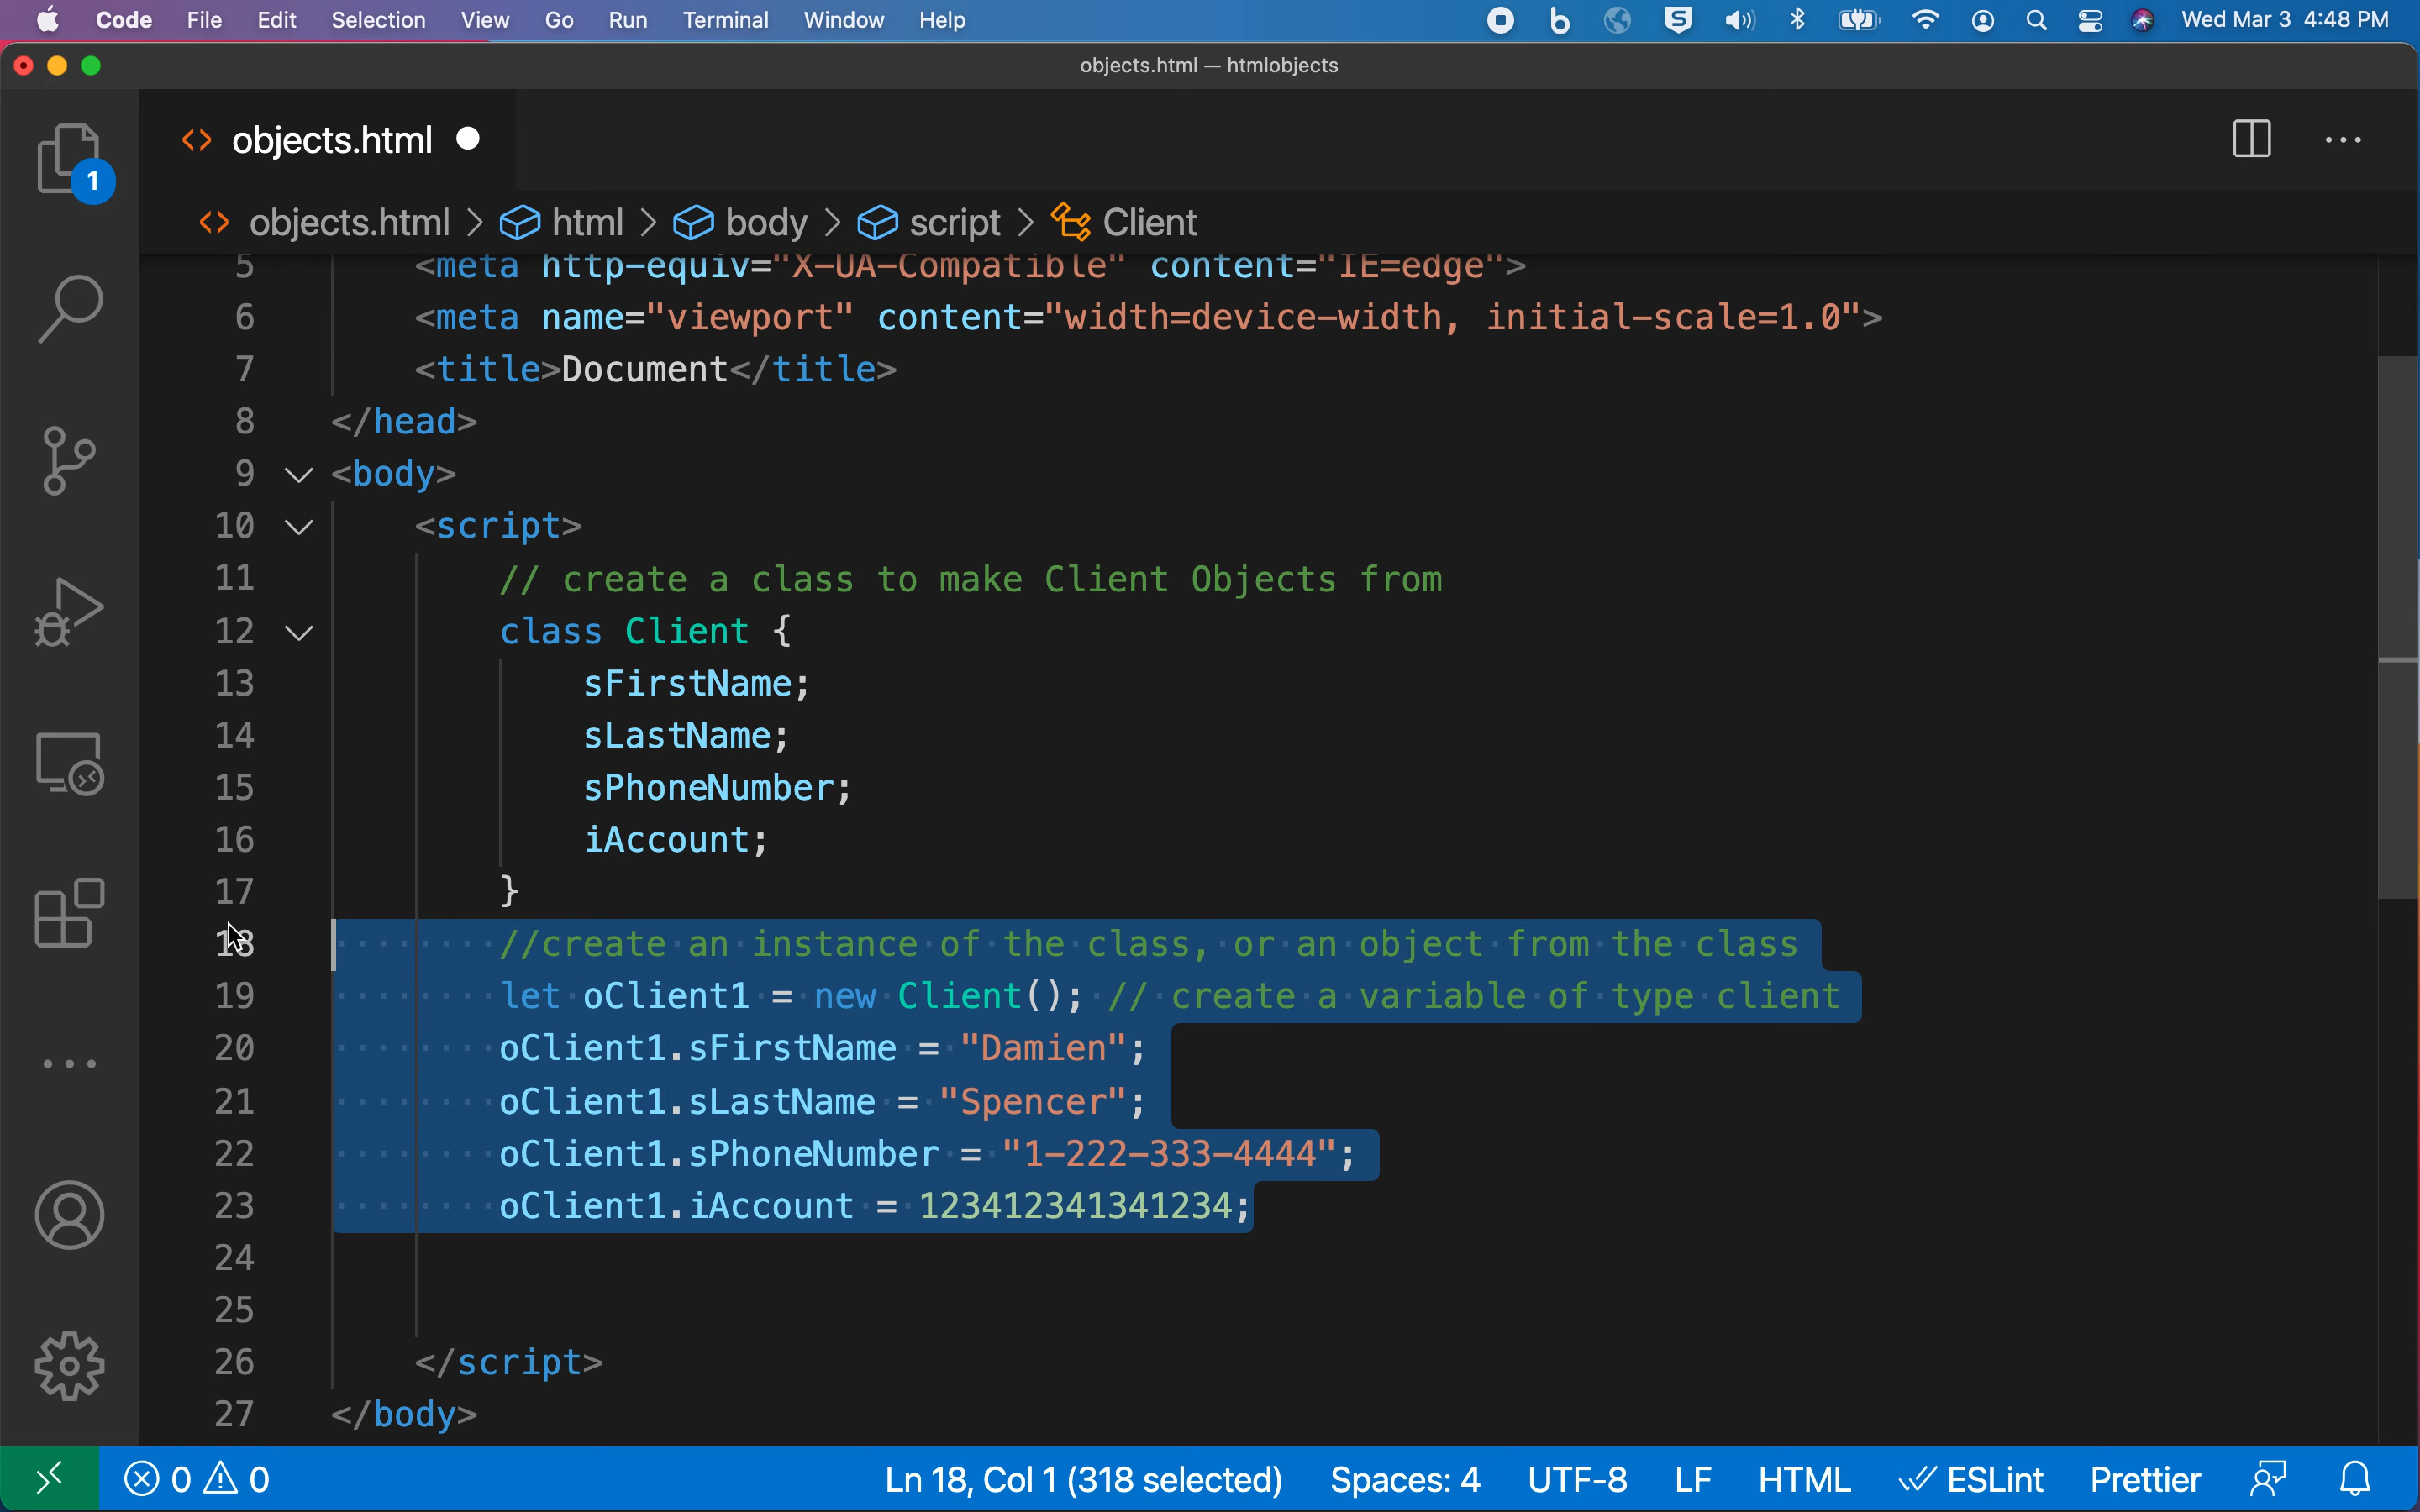 Code File Edit Selection View Go Run Terminal Window Help Wed Mar 3 4:48 PM
objects.html — htmlobjects
1
objects.html
objects.html > html > body > script > Client
5 <meta http-equiv="X-UA-Compatible" content="IE=edge">
6 <meta name="viewport" content="width=device-width, initial-scale=1.0">
7 <title>Document</title>
8 </head>
9 <body>
10 <script>
11 // create a class to make Client Objects from
12 class Client {
13 sFirstName;
14 sLastName;
15 sPhoneNumber;
16 iAccount;
17 }
18 //create an instance of the class, or an object from the class
19 let oClient1 = new Client(); // create a variable of type client
20 oClient1.sFirstName = "Damien";
21 oClient1.sLastName = "Spencer";
22 oClient1.sPhoneNumber = "1-222-333-4444";
23 oClient1.iAccount = 123412341341234;
24
25
26 </script>
27 </body>
0 0 Ln 18, Col 1 (318 selected) Spaces: 4 UTF-8 LF HTML ESLint Prettier